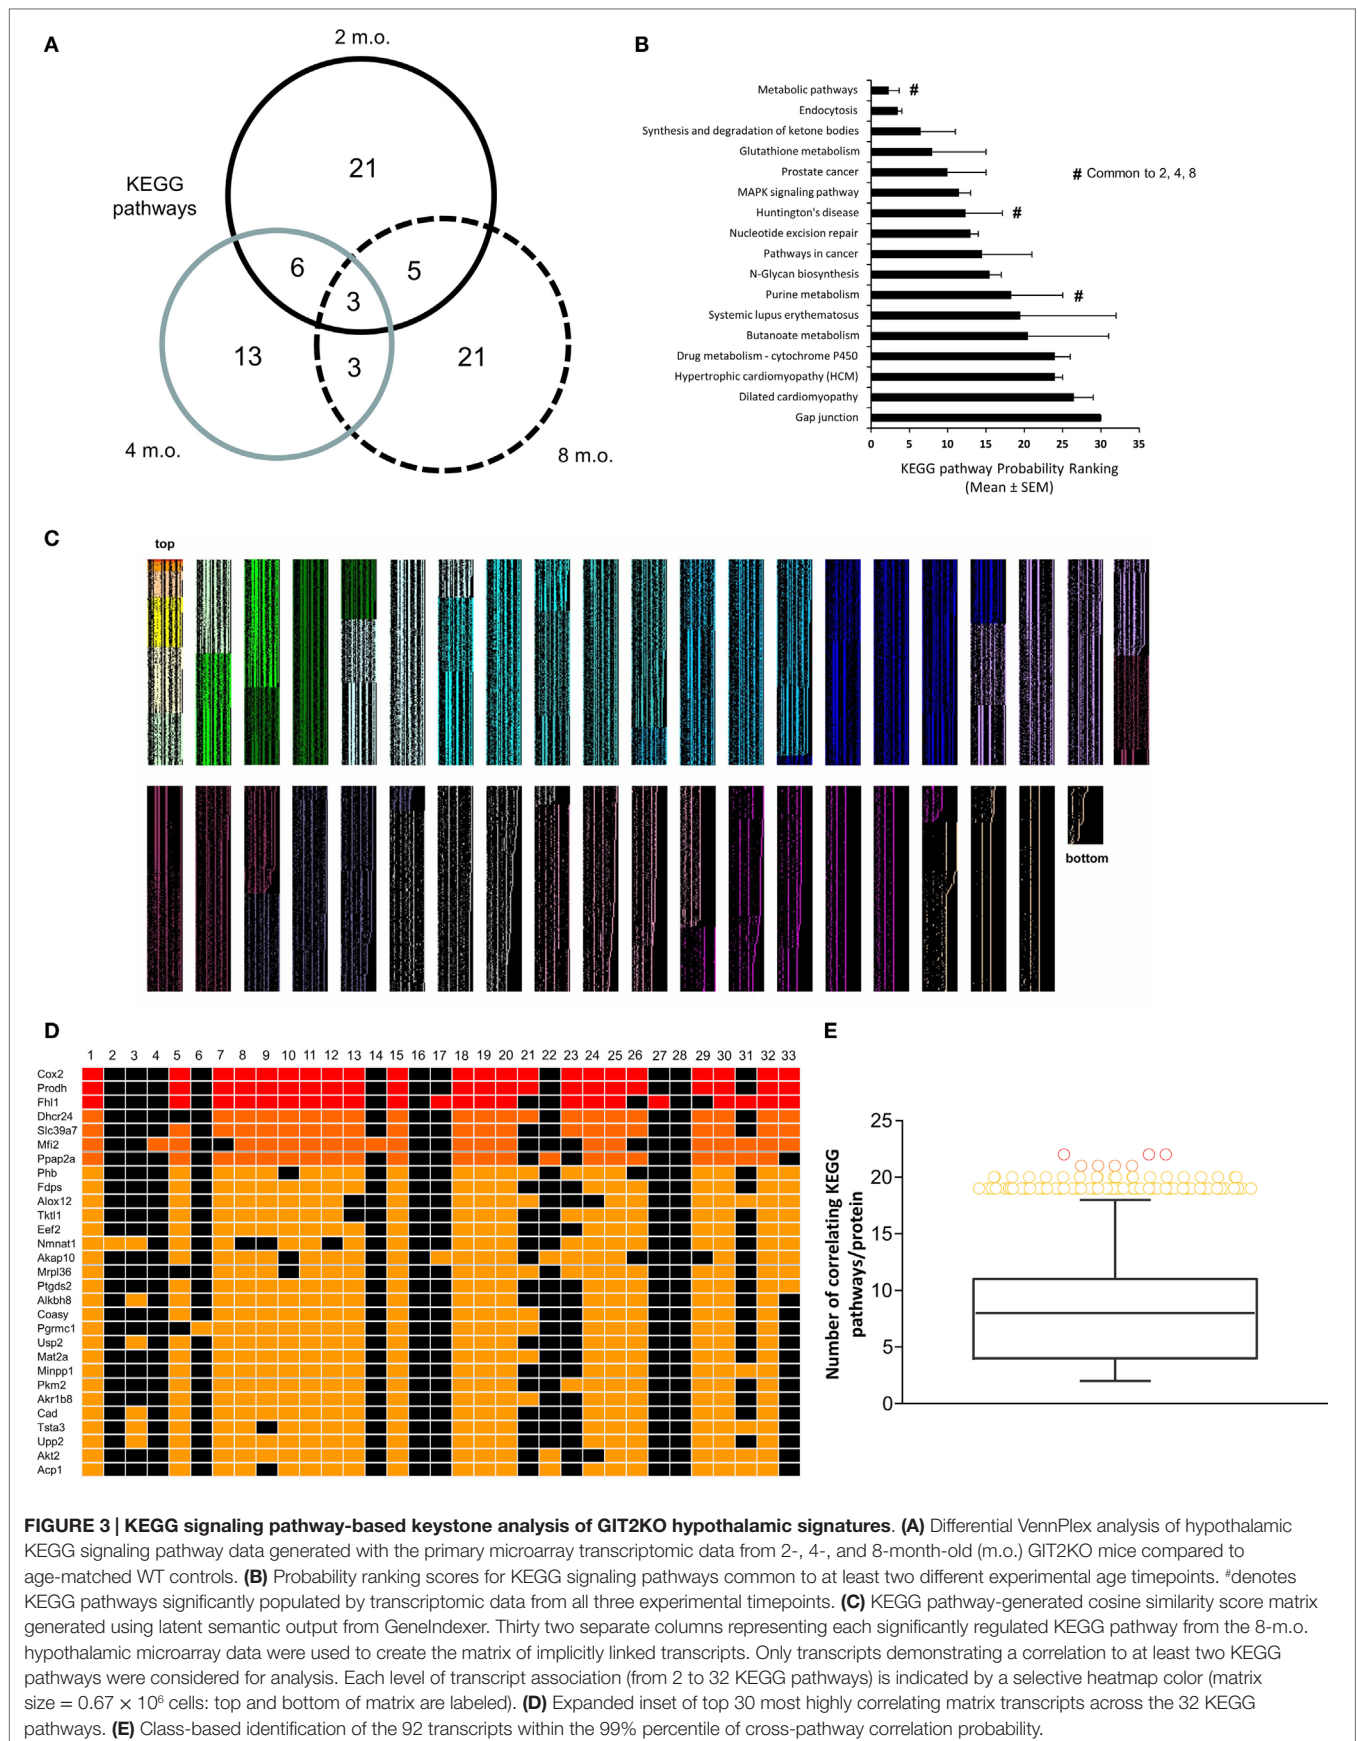 A
2 m.o.
KEGG
pathways
21
6
5
3
13
3
21
4 m.o.
8 m.o.
B
Metabolic pathways
#
Endocytosis
Synthesis and degradation of ketone bodies
Glutathione metabolism
Prostate cancer
# Common to 2, 4, 8
MAPK signaling pathway
Huntington's disease
#
Nucleotide excision repair
Pathways in cancer
N-Glycan biosynthesis
Purine metabolism
#
Systemic lupus erythematosus
Butanoate metabolism
Drug metabolism - cytochrome P450
Hypertrophic cardiomyopathy (HCM)
Dilated cardiomyopathy
Gap junction
0 5 10 15 20 25 30 35
KEGG pathway Probability Ranking
(Mean ± SEM)
C
top
bottom
D
1 2 3 4 5 6 7 8 9 10 11 12 13 14 15 16 17 18 19 20 21 22 23 24 25 26 27 28 29 30 31 32 33
Cox2
Prodh
Fhl1
Dhcr24
Slc39a7
Mfi2
Ppap2a
Phb
Fdps
Alox12
Tktl1
Eef2
Nmnat1
Akap10
Mrpl36
Ptgds2
Alkbh8
Coasy
Pgrmc1
Usp2
Mat2a
Minpp1
Pkm2
Akr1b8
Cad
Tsta3
Upp2
Akt2
Acp1
E
Number of correlating KEGG
pathways/protein
25
20
15
10
5
0
FIGURE 3 | KEGG signaling pathway-based keystone analysis of GIT2KO hypothalamic signatures. (A) Differential VennPlex analysis of hypothalamic
KEGG signaling pathway data generated with the primary microarray transcriptomic data from 2-, 4-, and 8-month-old (m.o.) GIT2KO mice compared to
age-matched WT controls. (B) Probability ranking scores for KEGG signaling pathways common to at least two different experimental age timepoints. #denotes
KEGG pathways significantly populated by transcriptomic data from all three experimental timepoints. (C) KEGG pathway-generated cosine similarity score matrix
generated using latent semantic output from GeneIndexer. Thirty two separate columns representing each significantly regulated KEGG pathway from the 8-m.o.
hypothalamic microarray data were used to create the matrix of implicitly linked transcripts. Only transcripts demonstrating a correlation to at least two KEGG
pathways were considered for analysis. Each level of transcript association (from 2 to 32 KEGG pathways) is indicated by a selective heatmap color (matrix
size = 0.67 × 10⁶ cells: top and bottom of matrix are labeled). (D) Expanded inset of top 30 most highly correlating matrix transcripts across the 32 KEGG
pathways. (E) Class-based identification of the 92 transcripts within the 99% percentile of cross-pathway correlation probability.